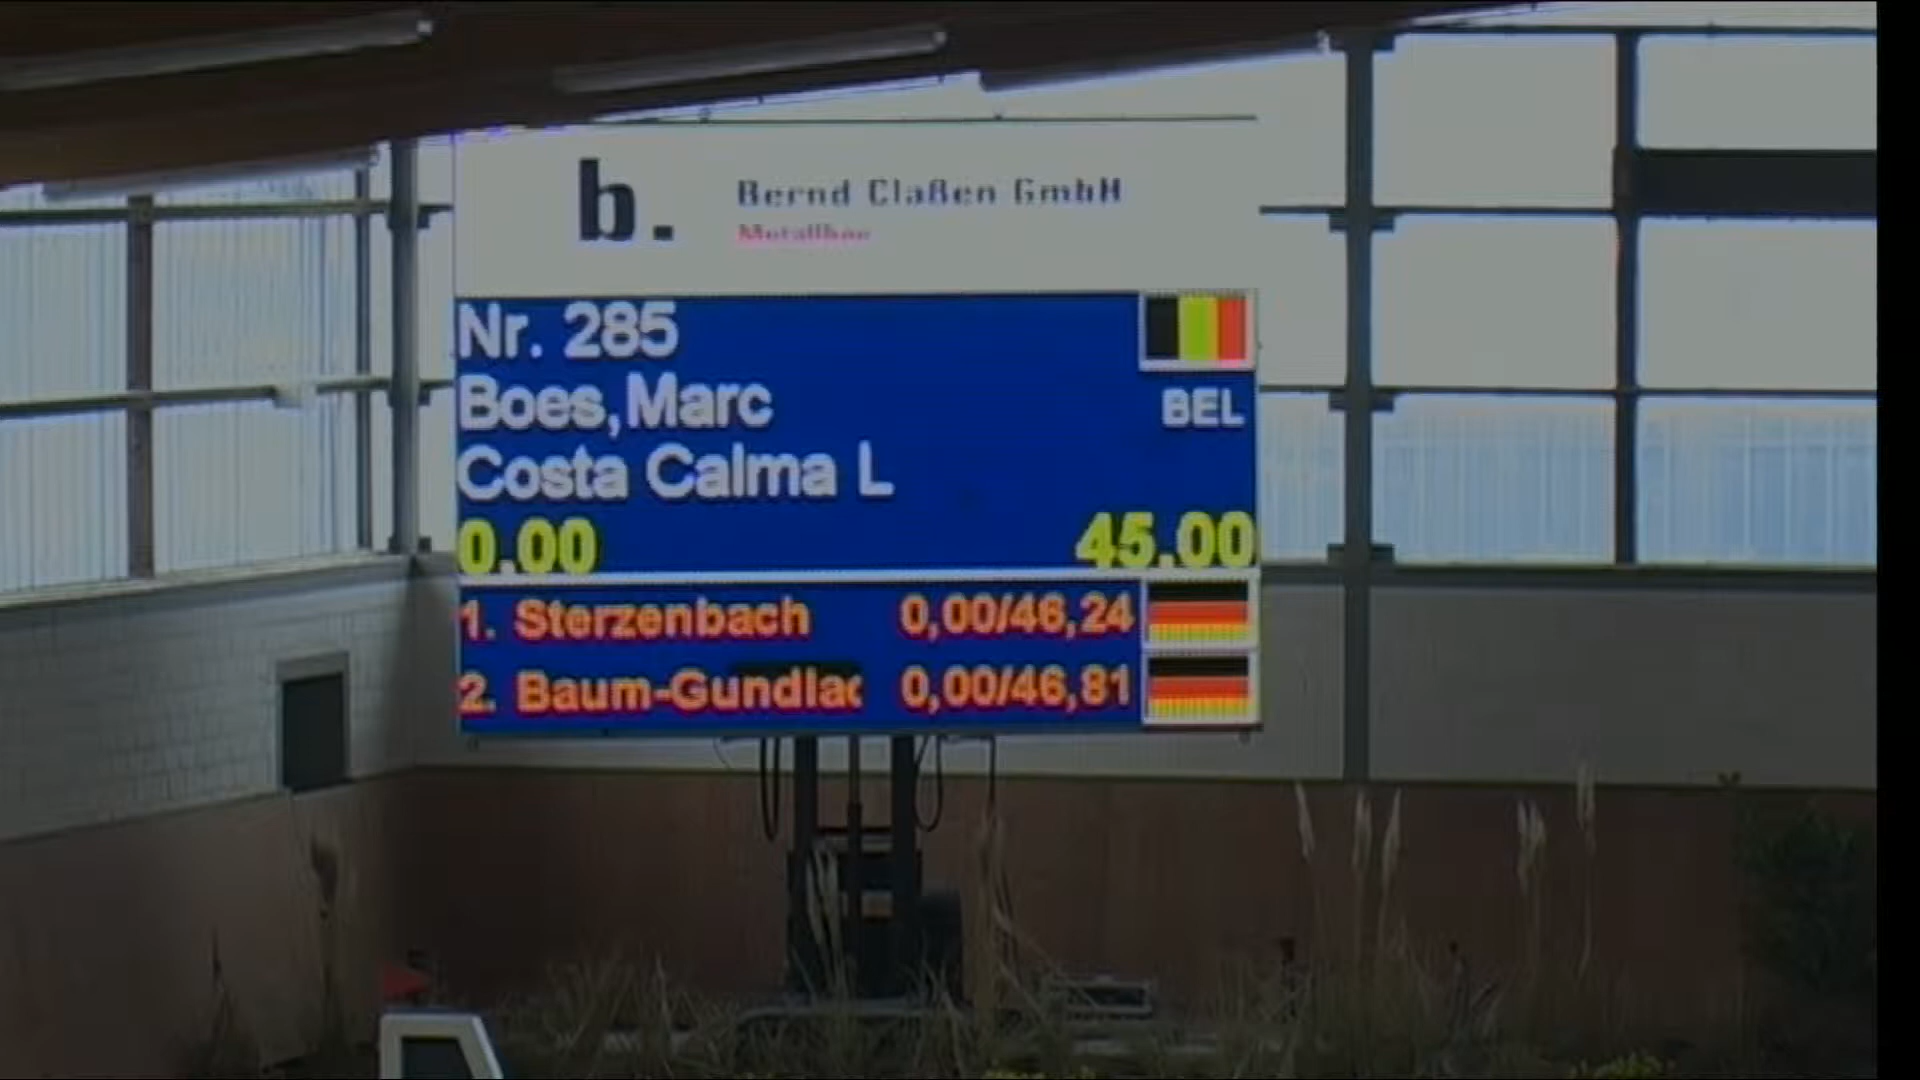 b.
Bernd Claßen GmbH
Metallbau
Nr. 285
Boes,Marc
BEL
Costa Calma L
0.00 45.00
1. Sterzenbach 0,00/46,24
2. Baum-Gundlac 0,00/46,81